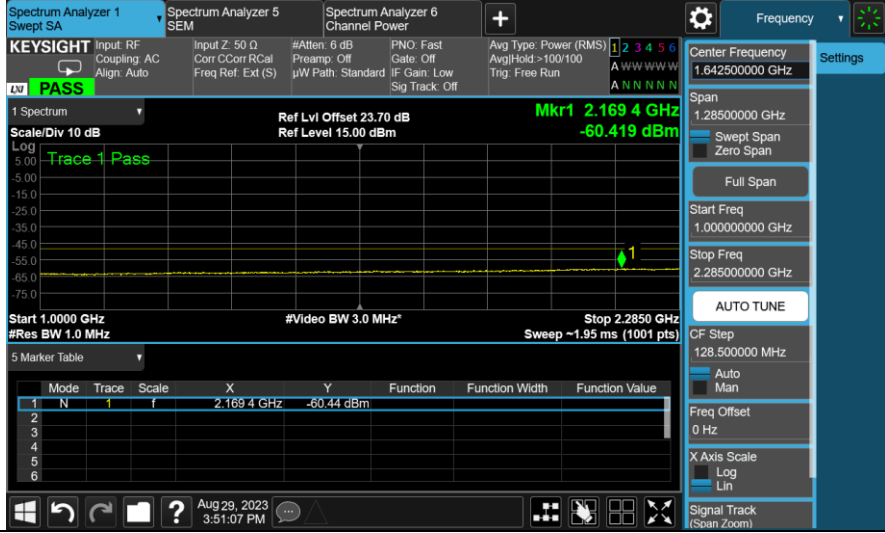 Spectrum Analyzer 1
Swept SA
Spectrum Analyzer 5
SEM
Spectrum Analyzer 6
Channel Power
Frequency
KEYSIGHT
LXI
PASS
Input: RF
Coupling: AC
Align: Auto
Input Z: 50 Ω
Corr CCorr RCal
Freq Ref: Ext (S)
#Atten: 6 dB
Preamp: Off
µW Path: Standard
PNO: Fast
Gate: Off
IF Gain: Low
Sig Track: Off
Avg Type: Power (RMS)
Avg|Hold:>100/100
Trig: Free Run
1 2 3 4 5 6
A W W W W W
A N N N N N
1 Spectrum
Scale/Div 10 dB
Ref Lvl Offset 23.70 dB
Ref Level 15.00 dBm
Mkr1 2.169 4 GHz
-60.419 dBm
Log
Trace 1 Pass
5.00
-5.00
-15.0
-25.0
-35.0
-45.0
-55.0
-65.0
-75.0
1
Start 1.0000 GHz
#Res BW 1.0 MHz
#Video BW 3.0 MHz*
Stop 2.2850 GHz
Sweep ~1.95 ms (1001 pts)
5 Marker Table
Mode Trace Scale X Y Function Function Width Function Value
1 N 1 f 2.169 4 GHz -60.44 dBm
2
3
4
5
6
Aug 29, 2023
3:51:07 PM
Center Frequency
1.642500000 GHz
Settings
Span
1.28500000 GHz
Swept Span
Zero Span
Full Span
Start Freq
1.000000000 GHz
Stop Freq
2.285000000 GHz
AUTO TUNE
CF Step
128.500000 MHz
Auto
Man
Freq Offset
0 Hz
X Axis Scale
Log
Lin
Signal Track
(Span Zoom)